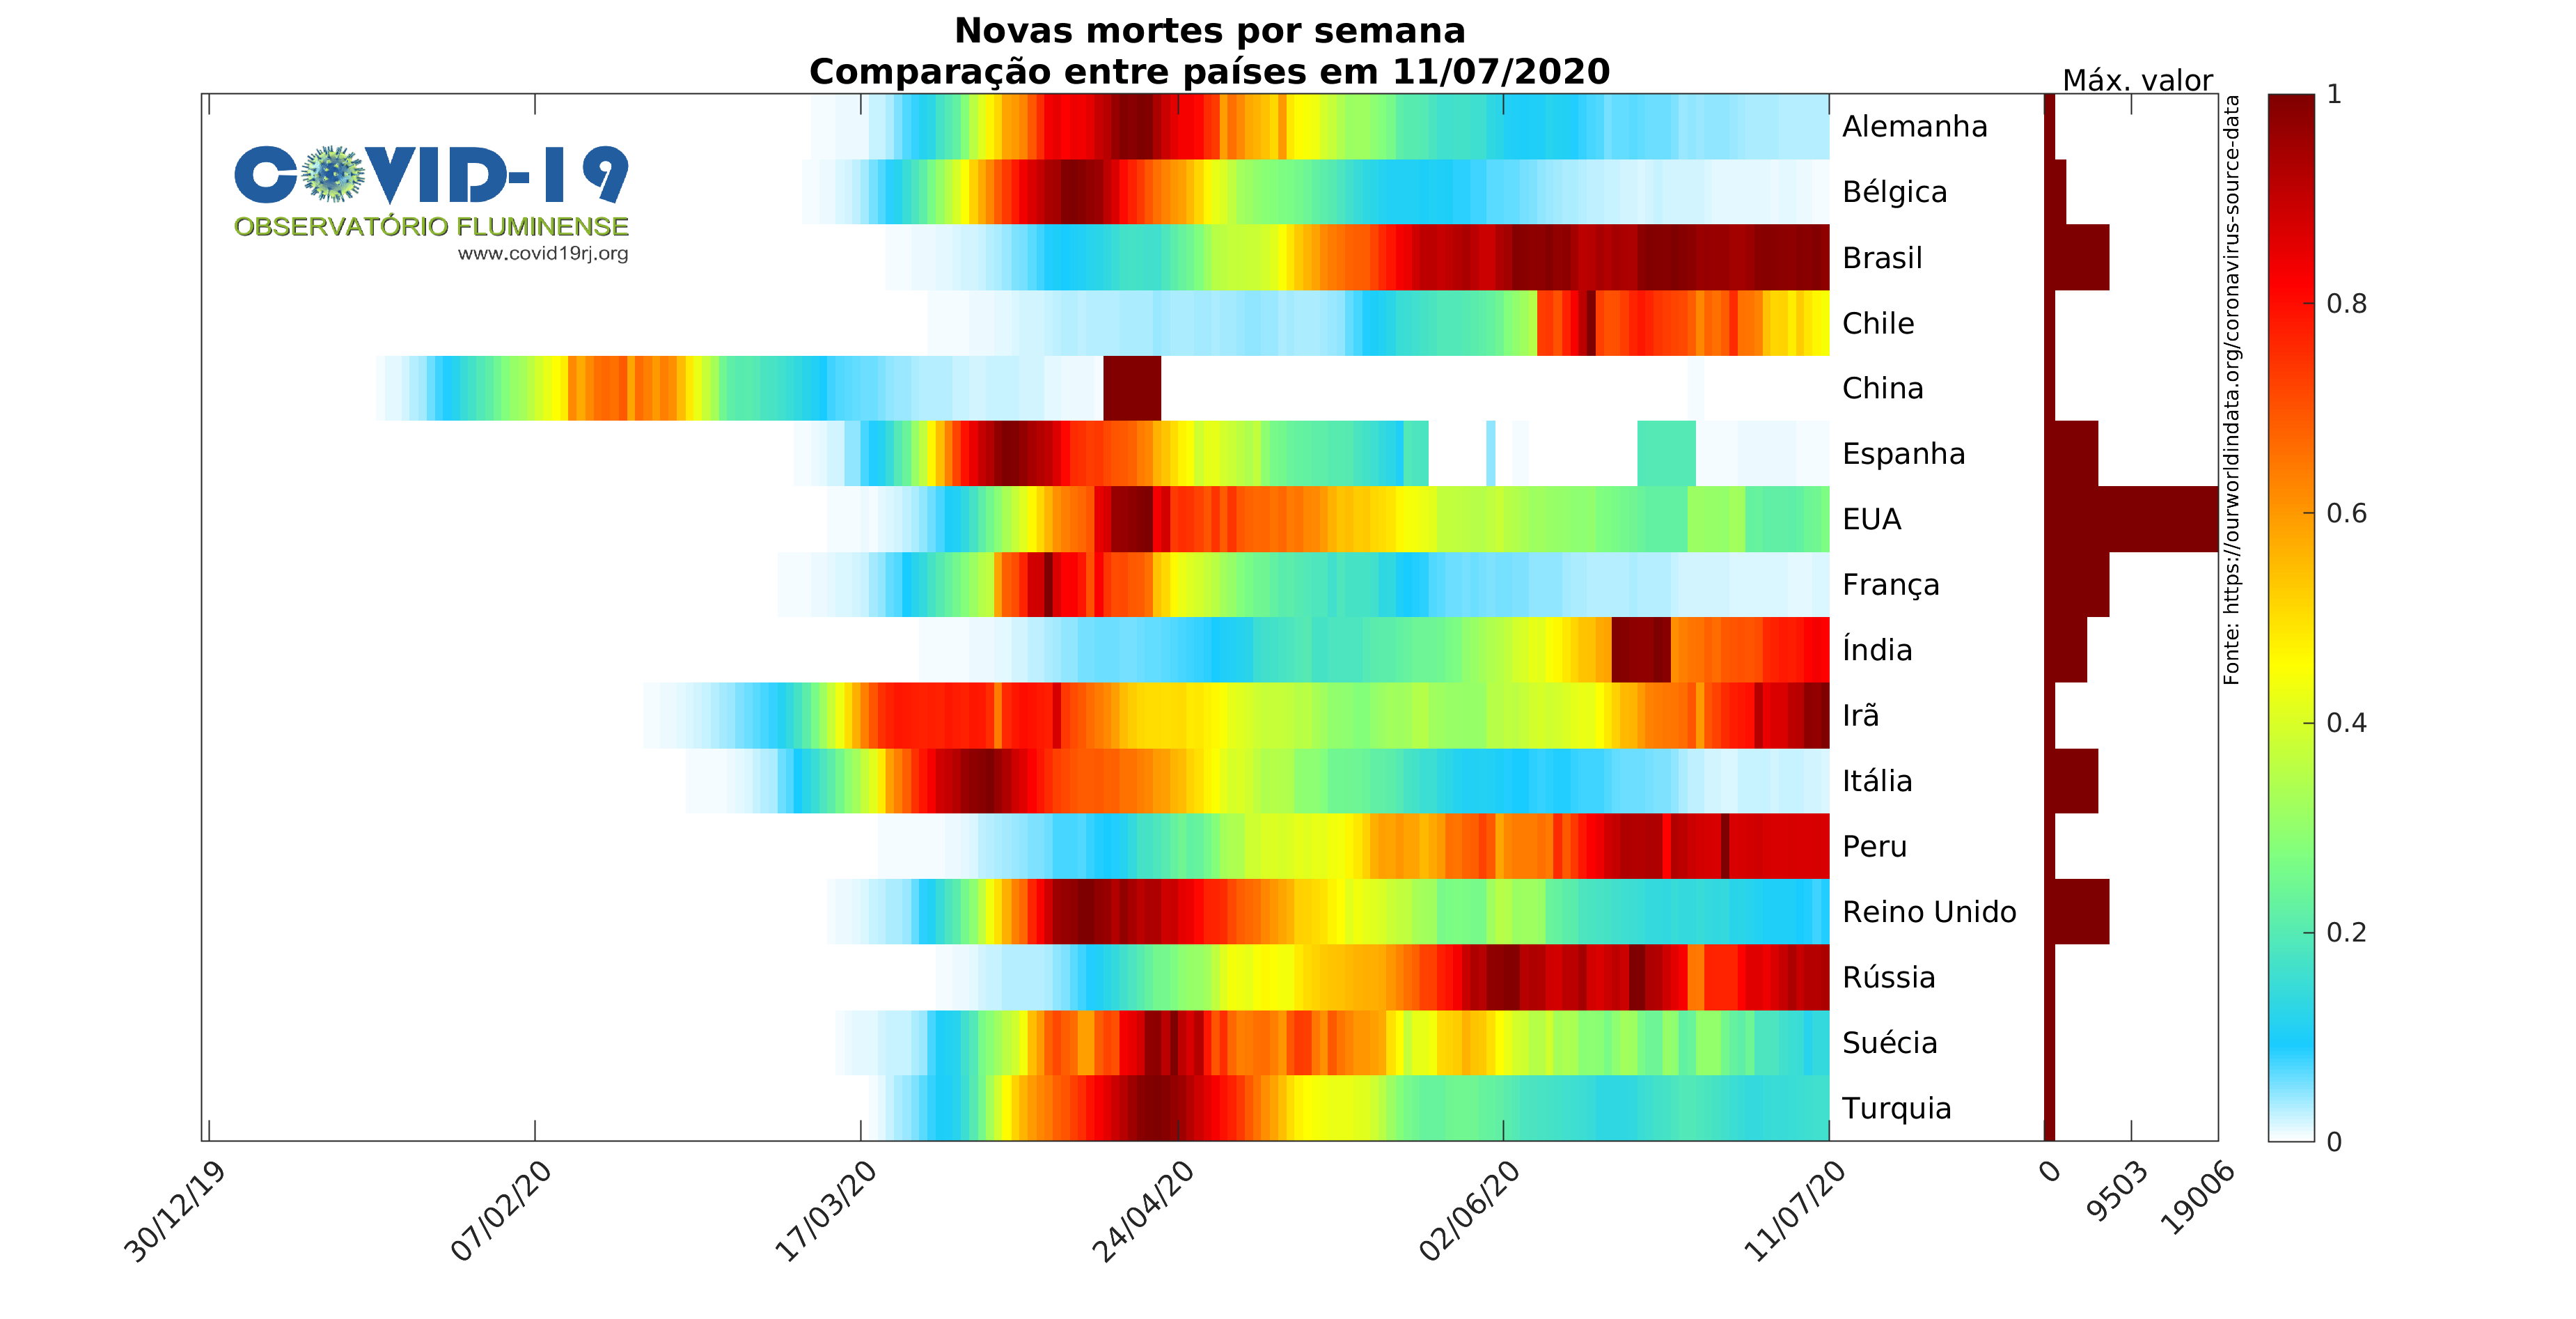 Novas mortes por semana
Comparação entre países em 11/07/2020
Máx. valor
COVID-19
OBSERVATÓRIO FLUMINENSE
www.covid19rj.org
Alemanha
Bélgica
Brasil
Chile
China
Espanha
EUA
França
Índia
Irã
Itália
Peru
Reino Unido
Rússia
Suécia
Turquia
Fonte: https://ourworldindata.org/coronavirus-source-data
1
0.8
0.6
0.4
0.2
0
30/12/19
07/02/20
17/03/20
24/04/20
02/06/20
11/07/20
0
9503
19006